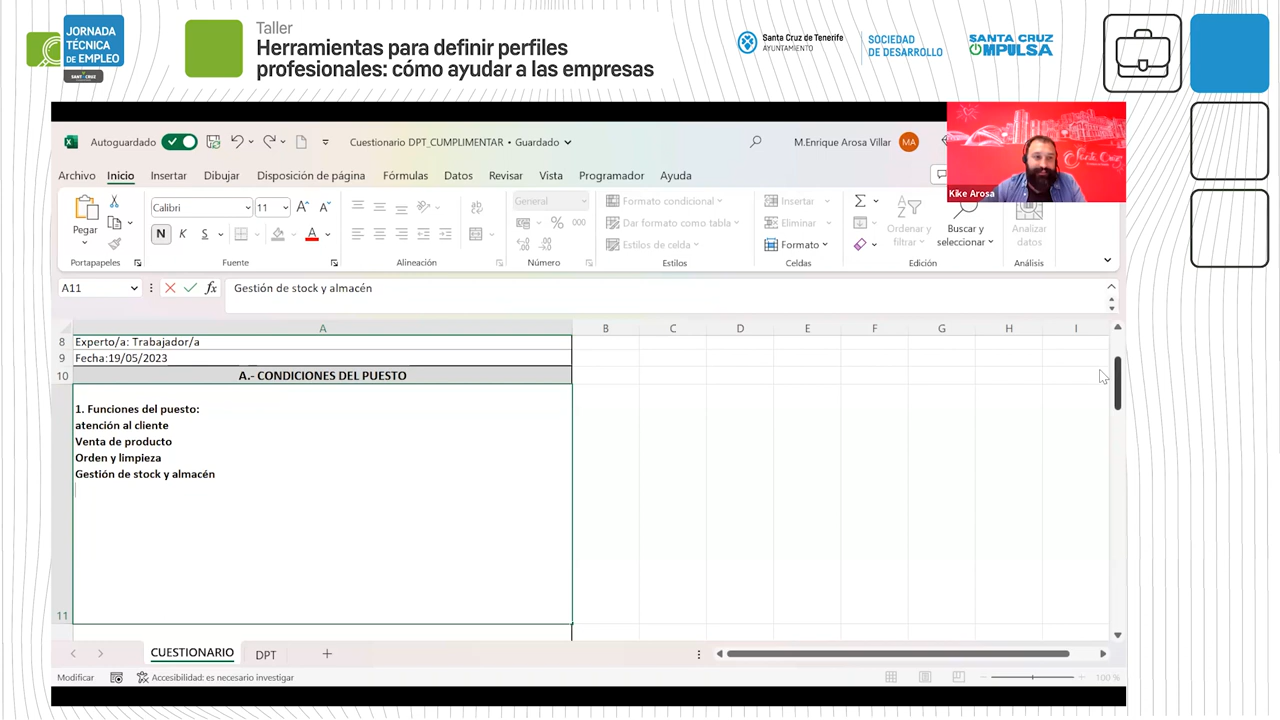 JORNADA
TÉCNICA
DE EMPLEO
Taller
Herramientas para definir perfiles
profesionales: cómo ayudar a las empresas
Santa Cruz de Tenerife
AYUNTAMIENTO
SOCIEDAD
DE DESARROLLO
SANTA CRUZ
Autoguardado
Cuestionario DPT_CUMPLIMENTAR • Guardado
M.Enrique Arosa Villar
MA
Archivo Inicio Insertar Dibujar Disposición de página Fórmulas Datos Revisar Vista Programador Ayuda
Kike Arosa
Pegar
Calibri
11
N K S
General
% 000
Formato condicional
Dar formato como tabla
Estilos de celda
Insertar
Eliminar
Formato
Ordenar y
filtrar
Buscar y
seleccionar
Analizar
datos
Portapapeles
Fuente
Alineación
Número
Estilos
Celdas
Edición
Análisis
A11
fx
Gestión de stock y almacén
A B C D E F G H I
8 Experto/a: Trabajador/a
9 Fecha:19/05/2023
10 A.- CONDICIONES DEL PUESTO
1. Funciones del puesto:
atención al cliente
Venta de producto
Orden y limpieza
Gestión de stock y almacén
11
CUESTIONARIO DPT
Modificar
Accesibilidad: es necesario investigar
100 %